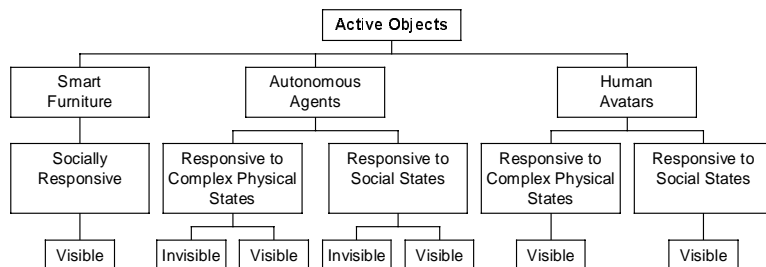 Active Objects
Smart
Furniture
Autonomous
Agents
Human
Avatars
Socially
Responsive
Responsive to
Complex Physical
States
Responsive to
Social States
Responsive to
Complex Physical
States
Responsive to
Social States
Visible
Invisible
Visible
Invisible
Visible
Visible
Visible